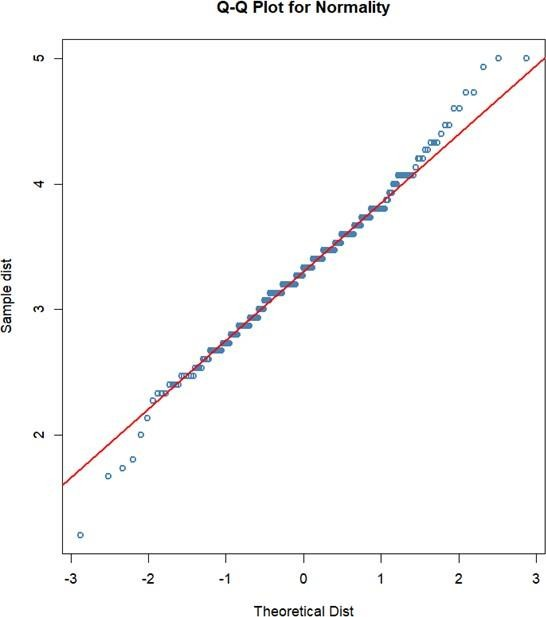 Q-Q Plot for Normality
5
4
3
2
Sample dist
-3 -2 -1 0 1 2 3
Theoretical Dist